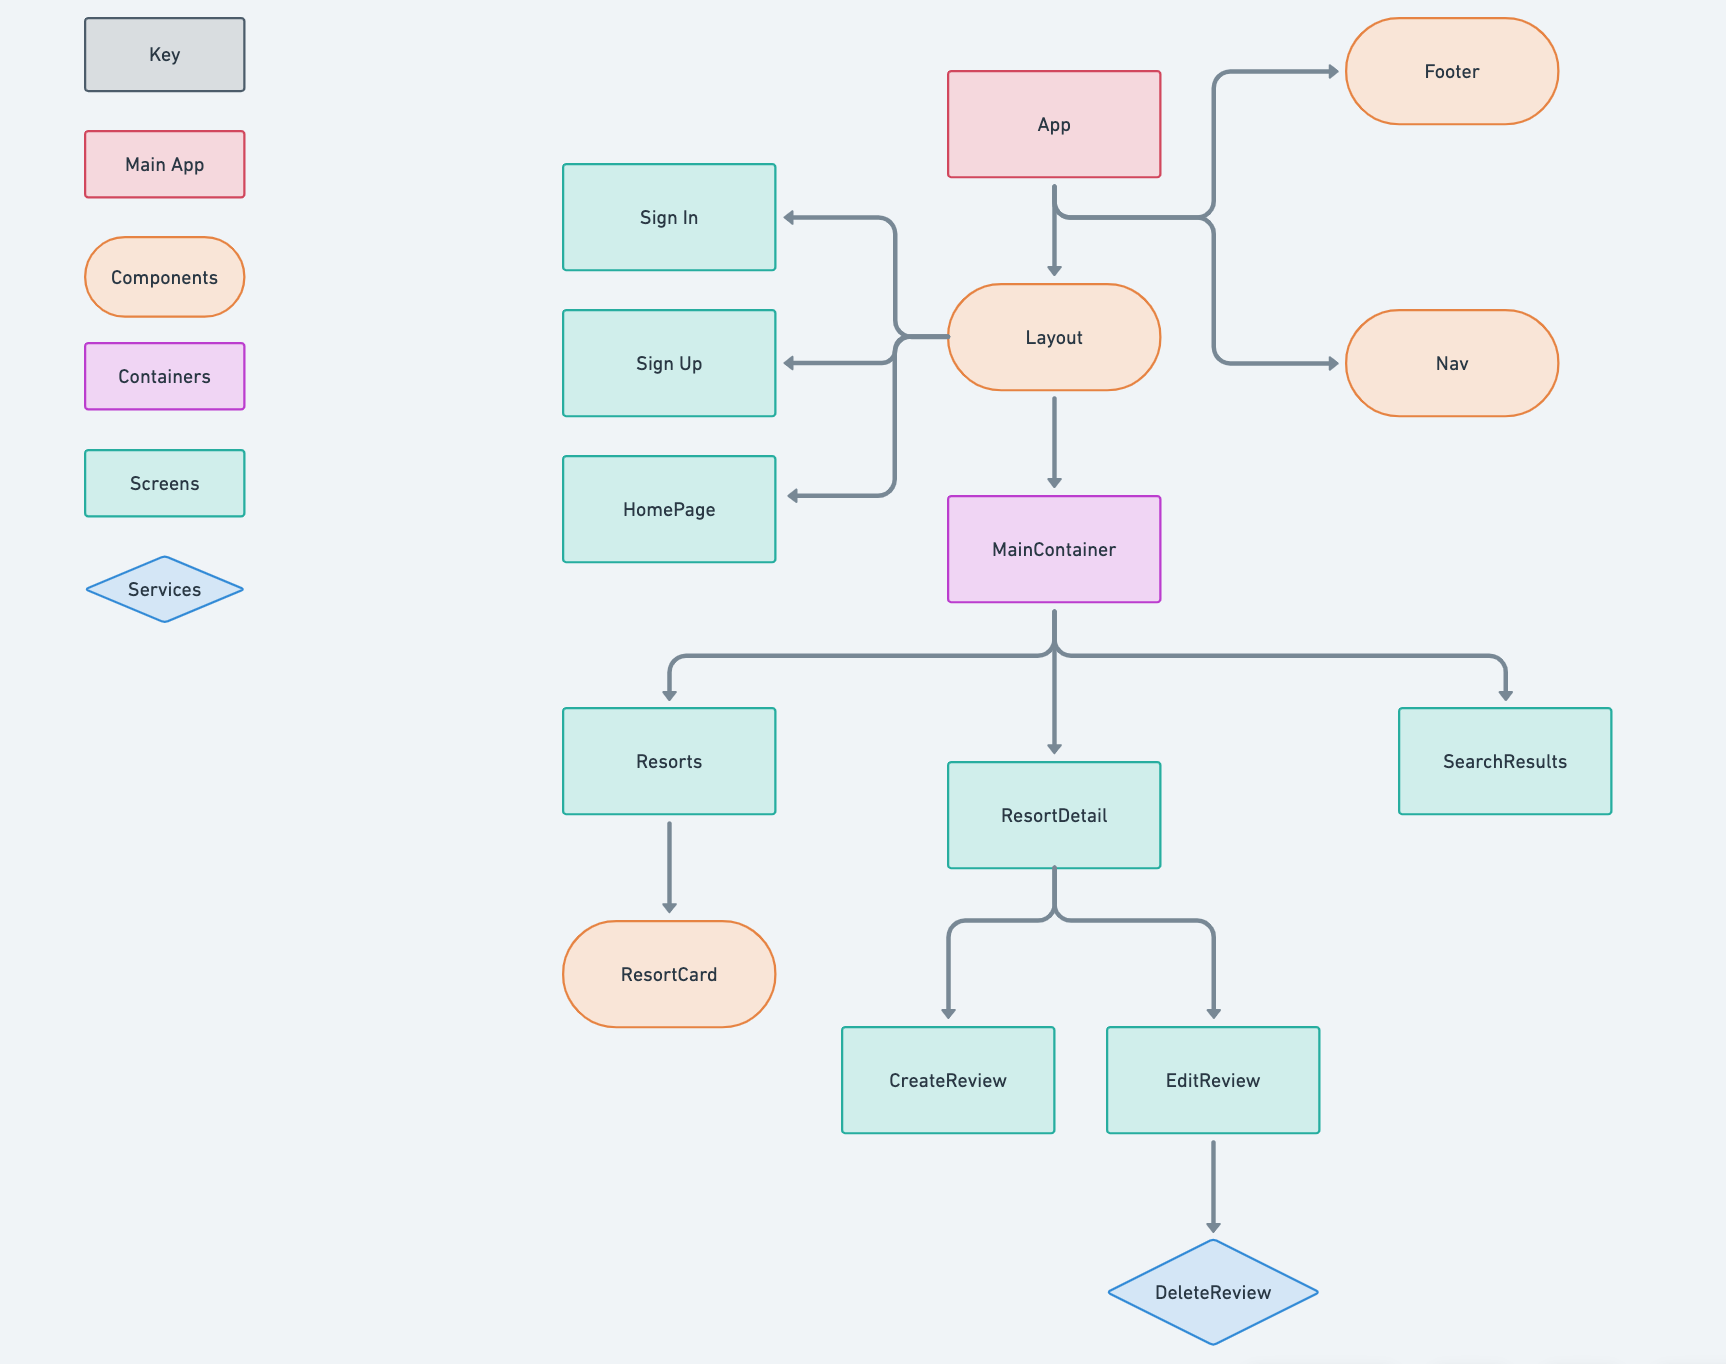 Key
Main App
Components
Containers
Screens
Services
App
Footer
Sign In
Sign Up
HomePage
Layout
Nav
MainContainer
Resorts
ResortDetail
SearchResults
ResortCard
CreateReview
EditReview
DeleteReview